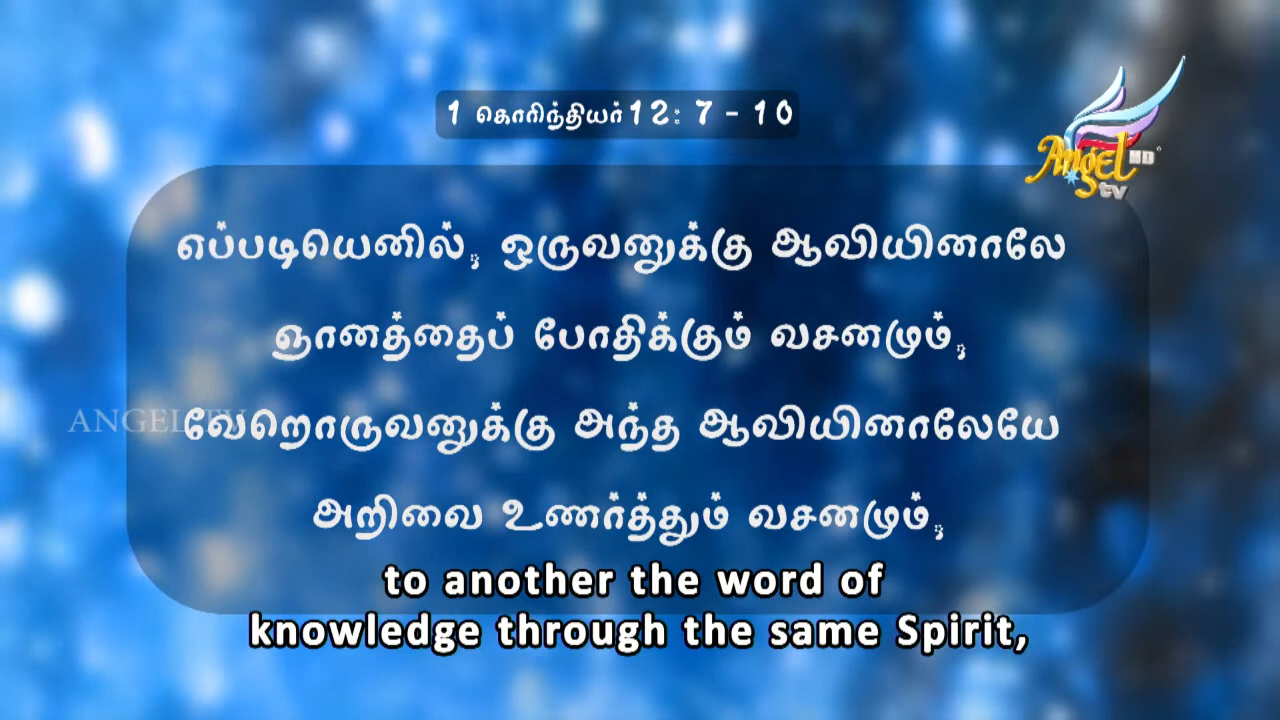 1 கொரிந்தியர் 12: 7 - 10
Angel HD
tv
எப்படியெனில், ஒருவனுக்கு ஆவியினாலே
ஞானத்தைப் போதிக்கும் வசனமும்,
ANGEL TV
வேறொருவனுக்கு அந்த ஆவியினாலேயே
அறிவை உணர்த்தும் வசனமும்,
to another the word of
knowledge through the same Spirit,